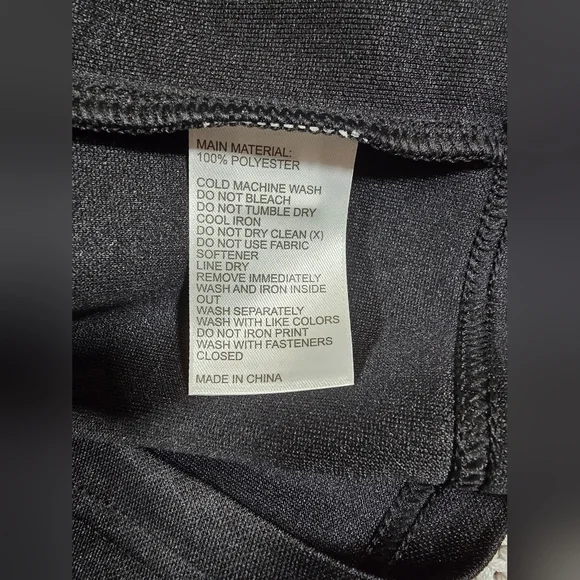 MAIN MATERIAL:
100% POLYESTER
COLD MACHINE WASH
DO NOT BLEACH
DO NOT TUMBLE DRY
COOL IRON
DO NOT DRY CLEAN (X)
DO NOT USE FABRIC
SOFTENER
LINE DRY
REMOVE IMMEDIATELY
WASH AND IRON INSIDE
OUT
WASH SEPARATELY
WASH WITH LIKE COLORS
DO NOT IRON PRINT
WASH WITH FASTENERS
CLOSED
MADE IN CHINA